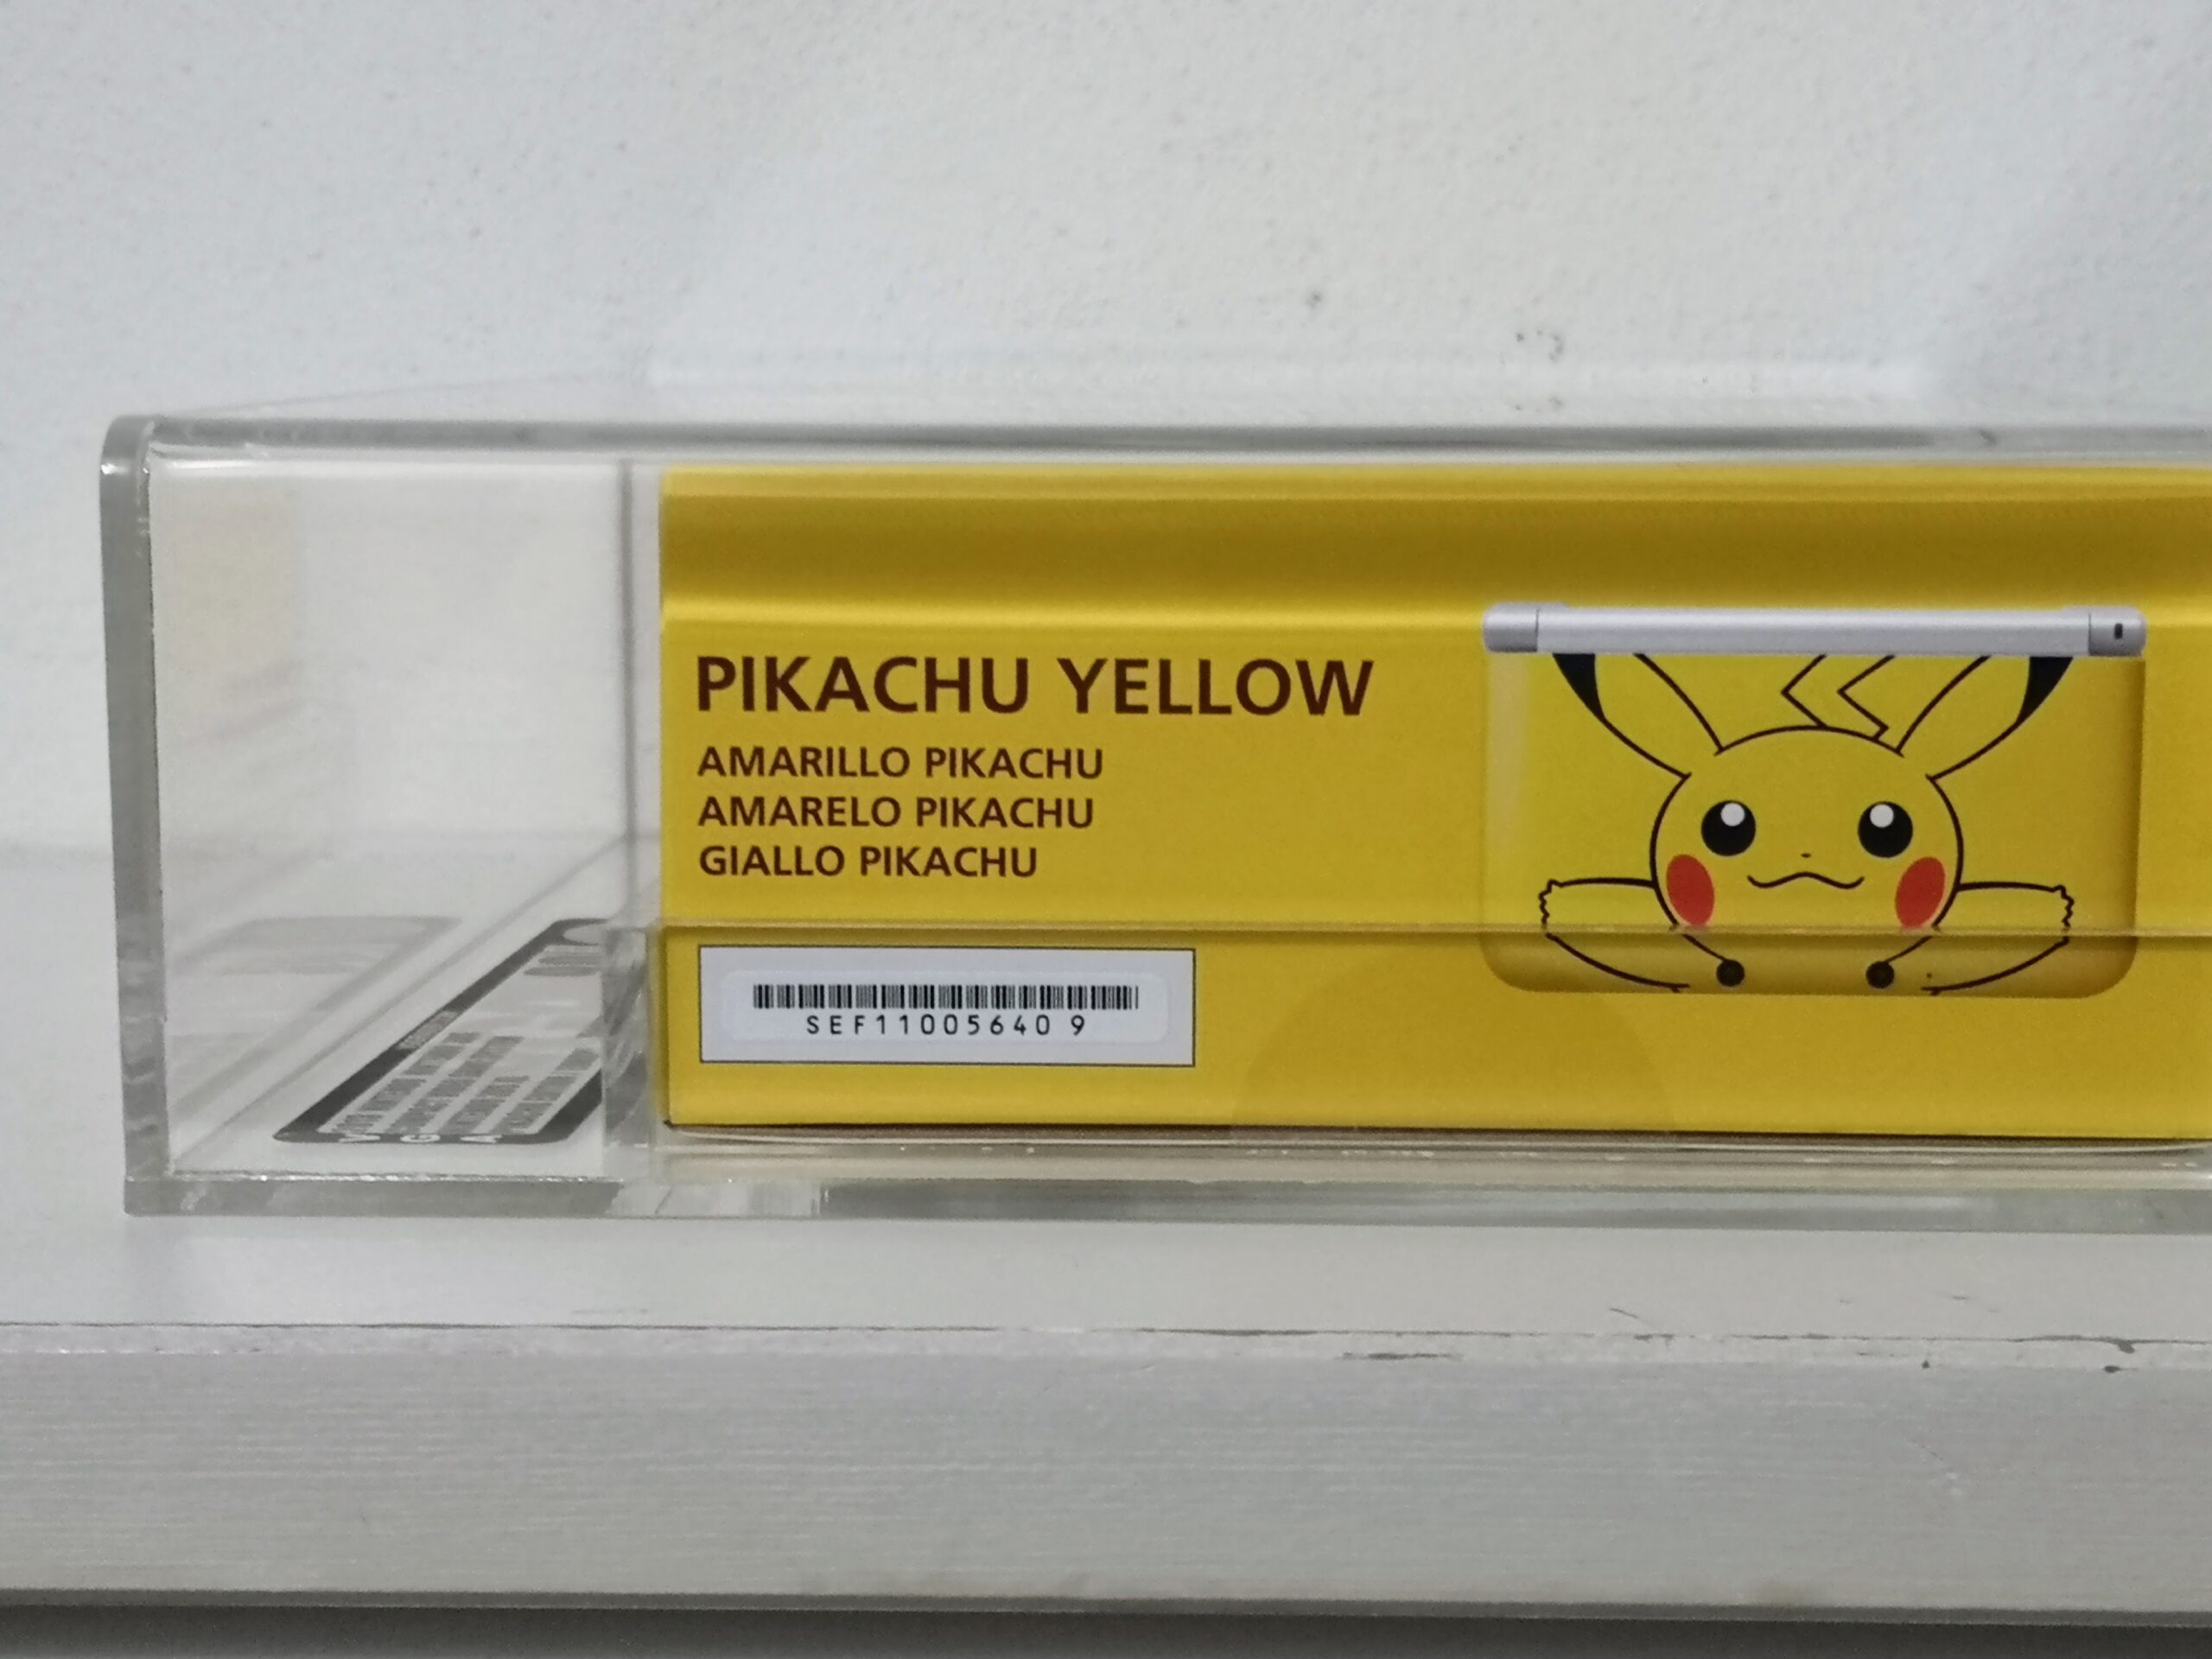 PIKACHU YELLOW
AMARILLO PIKACHU
AMARELO PIKACHU
GIALLO PIKACHU
SEF11005640 9
V
G
A